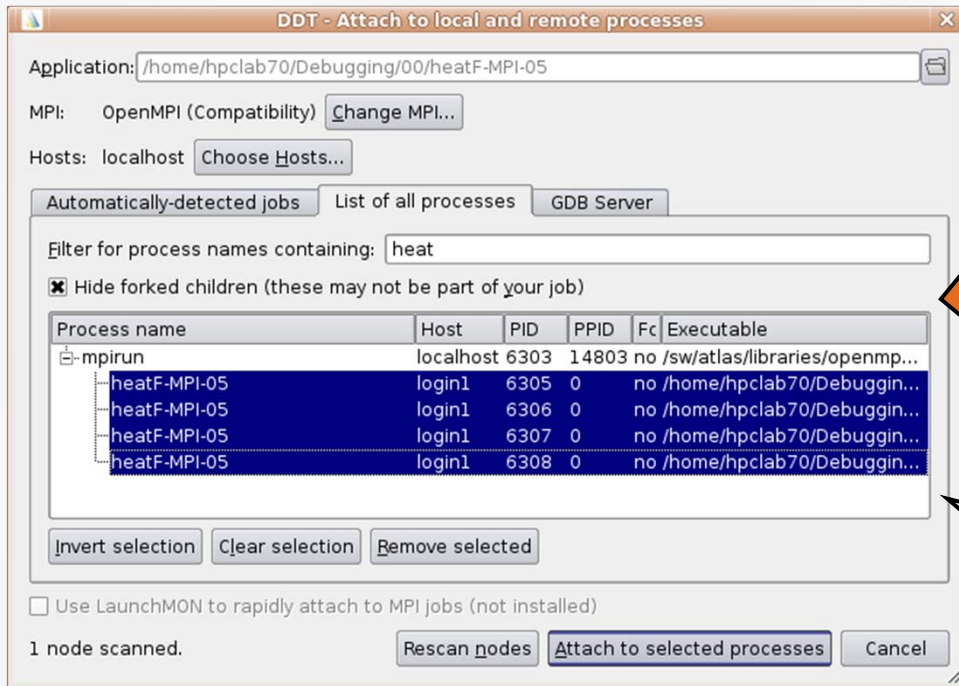 DDT - Attach to local and remote processes
Application: /home/hpclab70/Debugging/00/heatF-MPI-05
MPI: OpenMPI (Compatibility) Change MPI...
Hosts: localhost Choose Hosts...
Automatically-detected jobs List of all processes GDB Server
Filter for process names containing: heat
Hide forked children (these may not be part of your job)
Process name Host PID PPID Fc Executable
mpirun localhost 6303 14803 no /sw/atlas/libraries/openmp...
heatF-MPI-05 login1 6305 0 no /home/hpclab70/Debuggin...
heatF-MPI-05 login1 6306 0 no /home/hpclab70/Debuggin...
heatF-MPI-05 login1 6307 0 no /home/hpclab70/Debuggin...
heatF-MPI-05 login1 6308 0 no /home/hpclab70/Debuggin...
Invert selection Clear selection Remove selected
Use LaunchMON to rapidly attach to MPI jobs (not installed)
1 node scanned. Rescan nodes Attach to selected processes Cancel